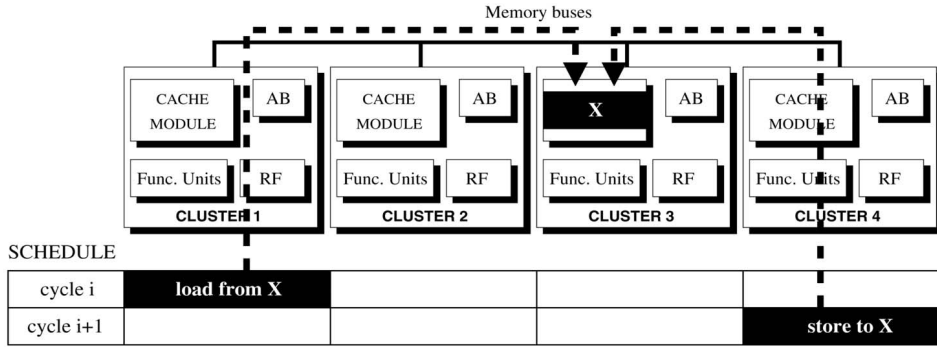 Memory buses
CACHE
MODULE
AB
Func. Units
RF
CLUSTER 1
CACHE
MODULE
AB
Func. Units
RF
CLUSTER 2
X
AB
Func. Units
RF
CLUSTER 3
CACHE
MODULE
AB
Func. Units
RF
CLUSTER 4
SCHEDULE
cycle i
load from X
cycle i+1
store to X